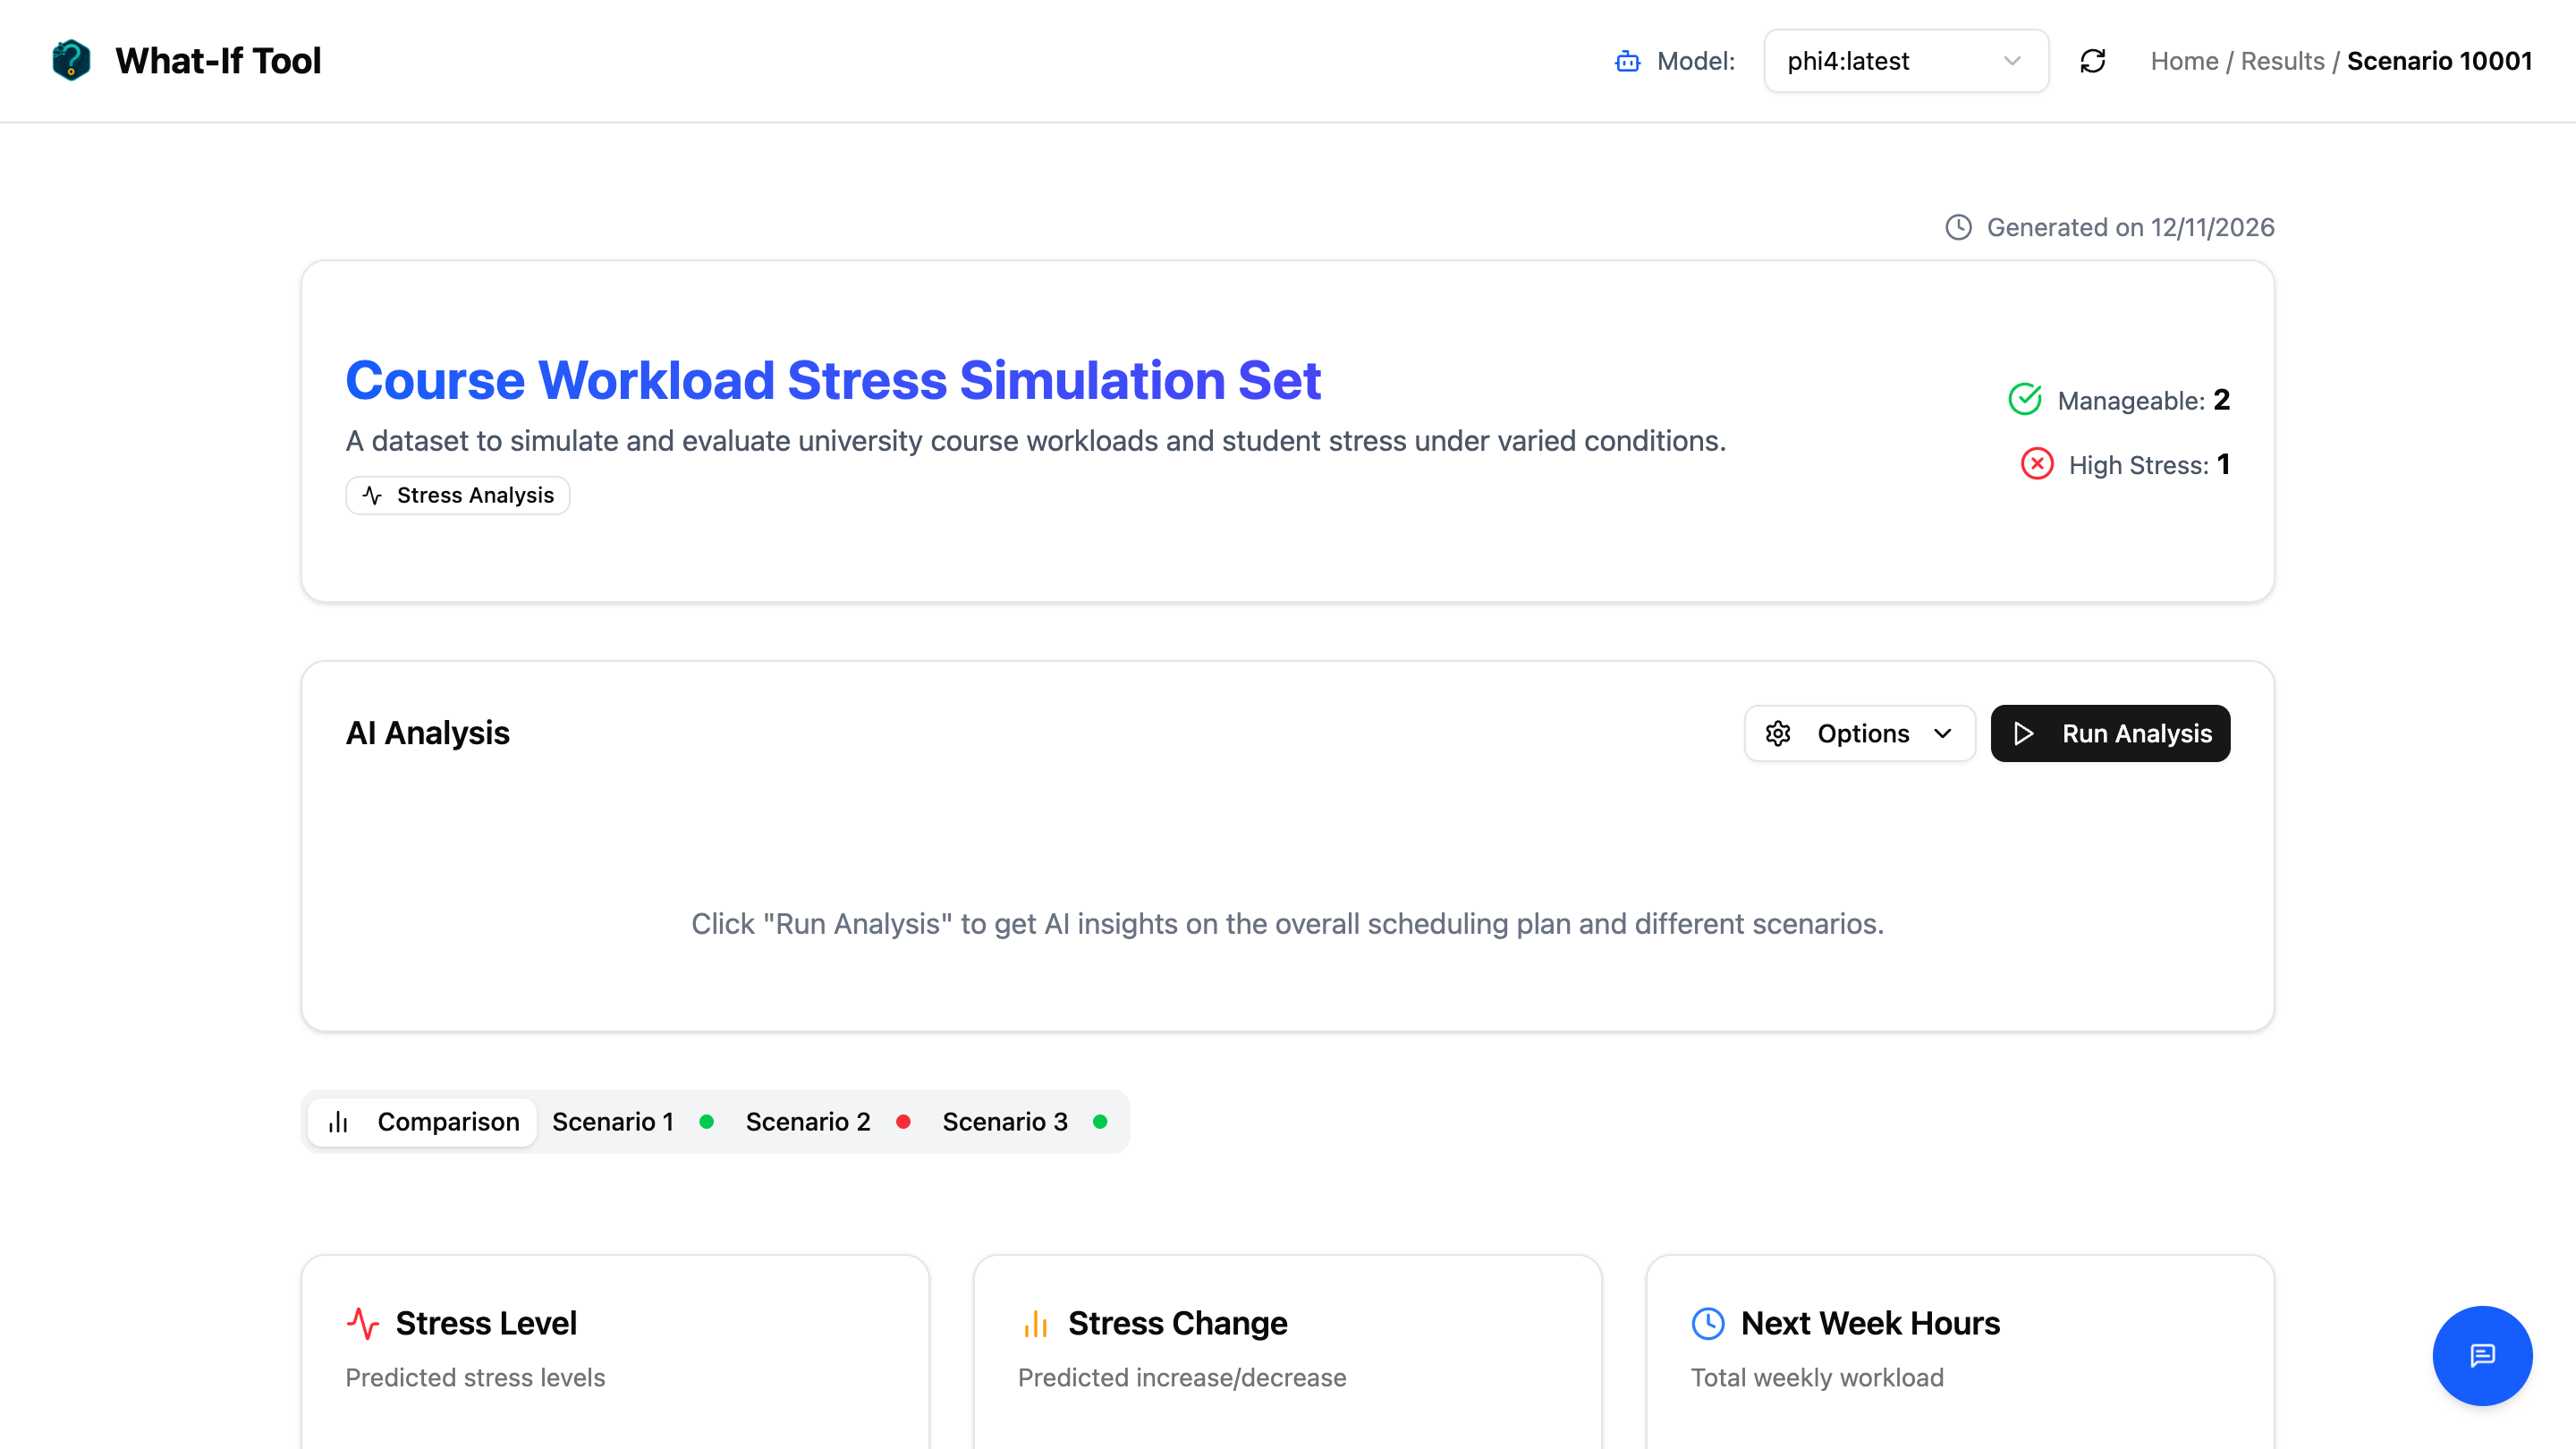 What-If Tool
Model:
phi4:latest
Home / Results / Scenario 10001
Generated on 12/11/2026
Course Workload Stress Simulation Set
A dataset to simulate and evaluate university course workloads and student stress under varied conditions.
Stress Analysis
Manageable: 2
High Stress: 1
AI Analysis
Options
Run Analysis
Click "Run Analysis" to get AI insights on the overall scheduling plan and different scenarios.
Comparison
Scenario 1
Scenario 2
Scenario 3
Stress Level
Predicted stress levels
Stress Change
Predicted increase/decrease
Next Week Hours
Total weekly workload